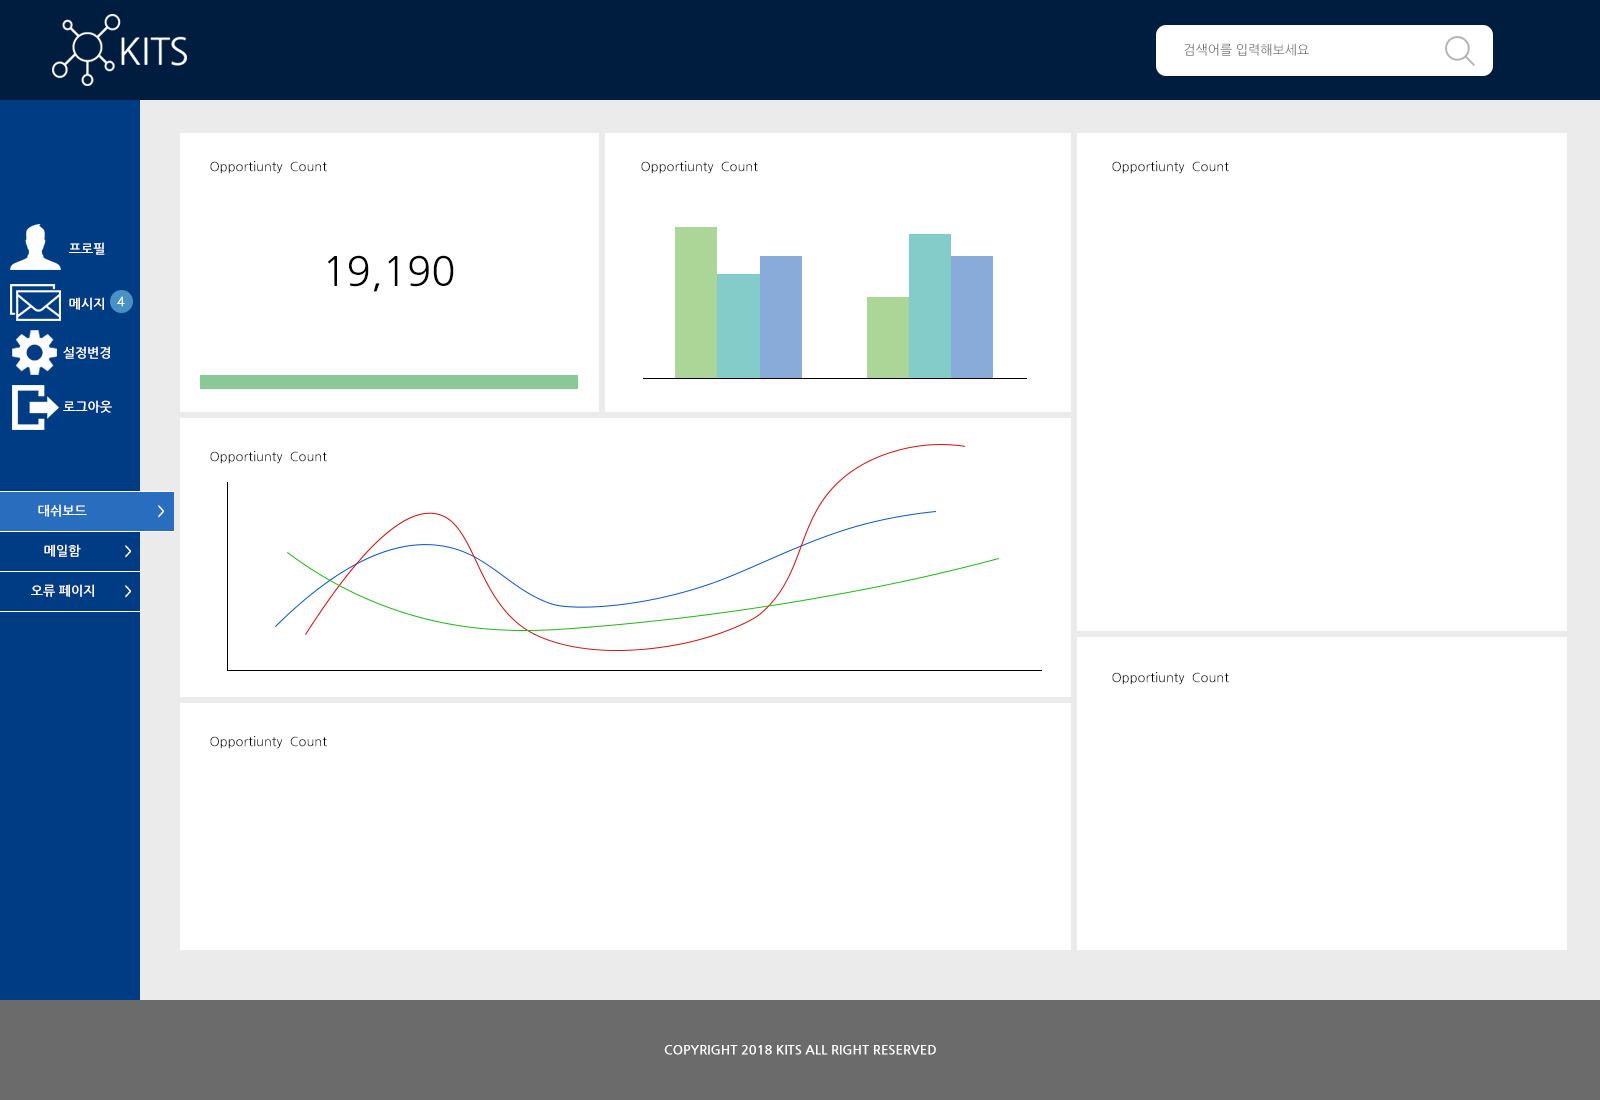 KITS
검색어를 입력해보세요
프로필
메시지 4
설정변경
로그아웃
대쉬보드
메일함
오류 페이지
Opportiunty Count
19,190
Opportiunty Count
Opportiunty Count
Opportiunty Count
Opportiunty Count
Opportiunty Count
COPYRIGHT 2018 KITS ALL RIGHT RESERVED